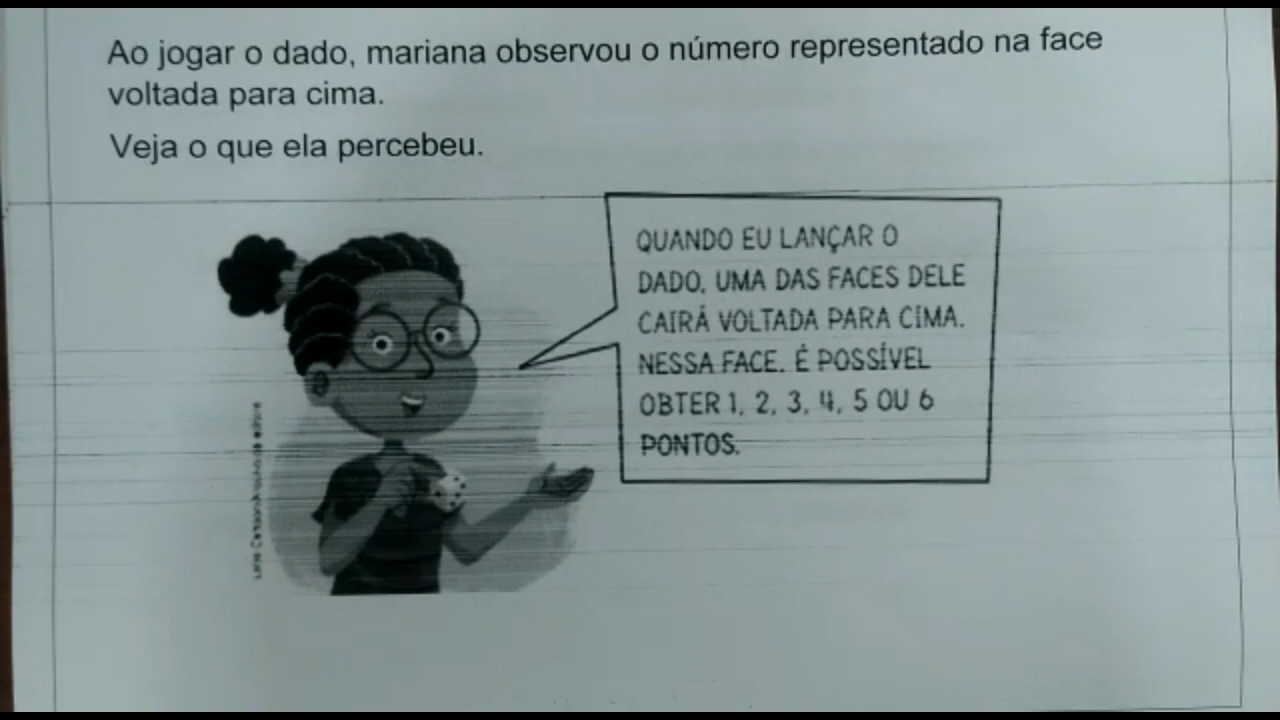 Ao jogar o dado, mariana observou o número representado na face
voltada para cima.
Veja o que ela percebeu.
QUANDO EU LANÇAR O
DADO, UMA DAS FACES DELE
CAIRÁ VOLTADA PARA CIMA.
NESSA FACE, É POSSÍVEL
OBTER 1, 2, 3, 4, 5 OU 6
PONTOS.